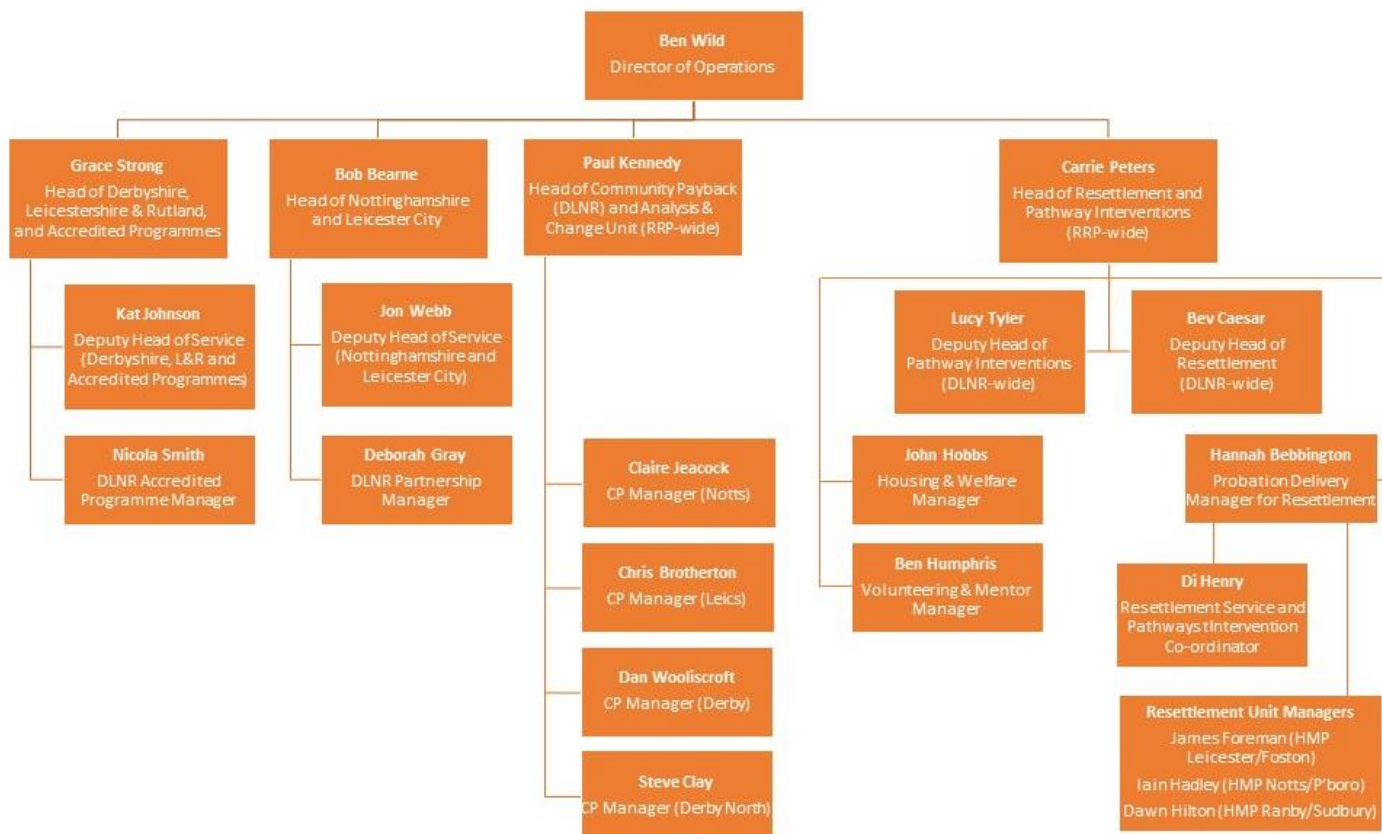 Ben Wild
Director of Operations
Grace Strong
Head of Derbyshire,
Leicestershire & Rutland,
and Accredited Programmes
Bob Bearne
Head of Nottinghamshire
and Leicester City
Paul Kennedy
Head of Community Payback
(DLNR) and Analysis &
Change Unit (RRP-wide)
Carrie Peters
Head of Resettlement and
Pathway Interventions
(RRP-wide)
Kat Johnson
Deputy Head of Service
(Derbyshire, L&R and
Accredited Programmes)
Jon Webb
Deputy Head of Service
(Nottinghamshire and
Leicester City)
Lucy Tyler
Deputy Head of
Pathway Interventions
(DLNR-wide)
Bev Caesar
Deputy Head of
Resettlement
(DLNR-wide)
Nicola Smith
DLNR Accredited
Programme Manager
Deborah Gray
DLNR Partnership
Manager
Claire Jeacock
CP Manager (Notts)
John Hobbs
Housing & Welfare
Manager
Hannah Bebbington
Probation Delivery
Manager for Resettlement
Chris Brotherton
CP Manager (Leics)
Ben Humphris
Volunteering & Mentor
Manager
Di Henry
Resettlement Service and
Pathways tIntervention
Co-ordinator
Dan Wooliscroft
CP Manager (Derby)
Steve Clay
CP Manager (Derby North)
Resettlement Unit Managers
James Foreman (HMP
Leicester/Foston)
Iain Hadley (HMP Notts/P'boro)
Dawn Hilton (HMP Ranby/Sudbury)